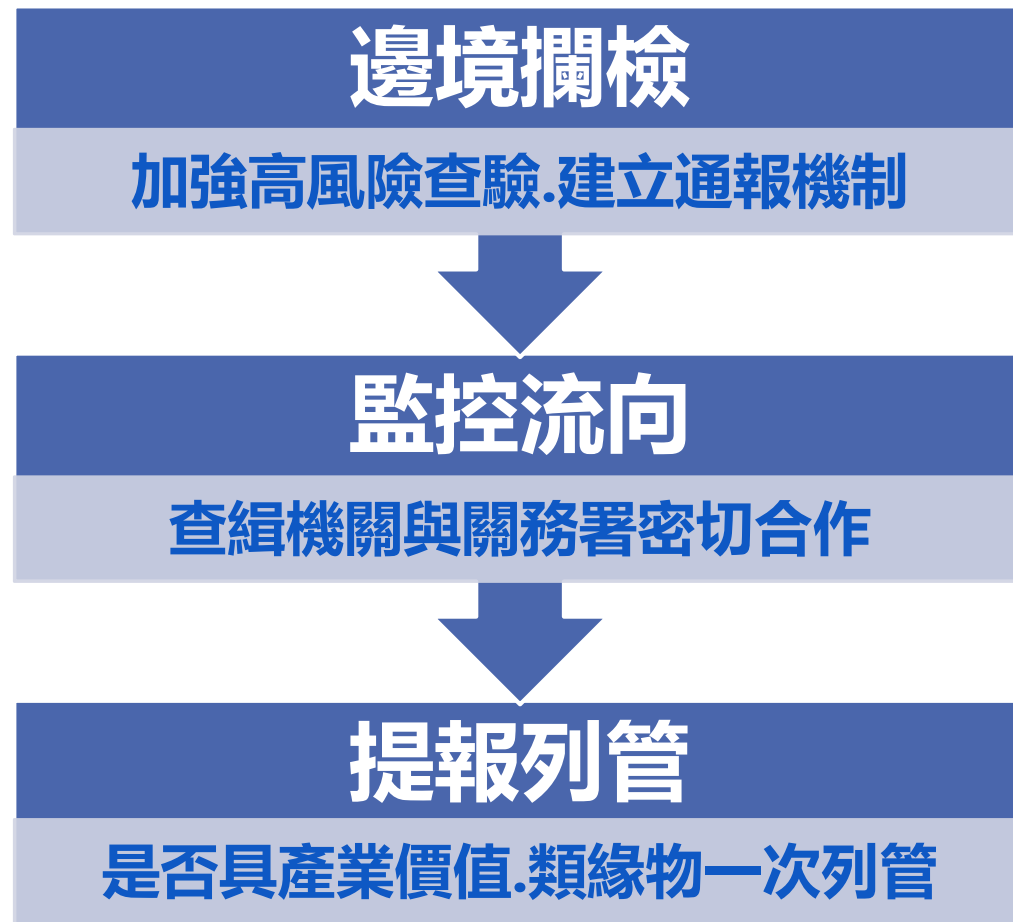 邊境攔檢
加強高風險查驗.建立通報機制
監控流向
查緝機關與關務署密切合作
提報列管
是否具產業價值.類緣物一次列管